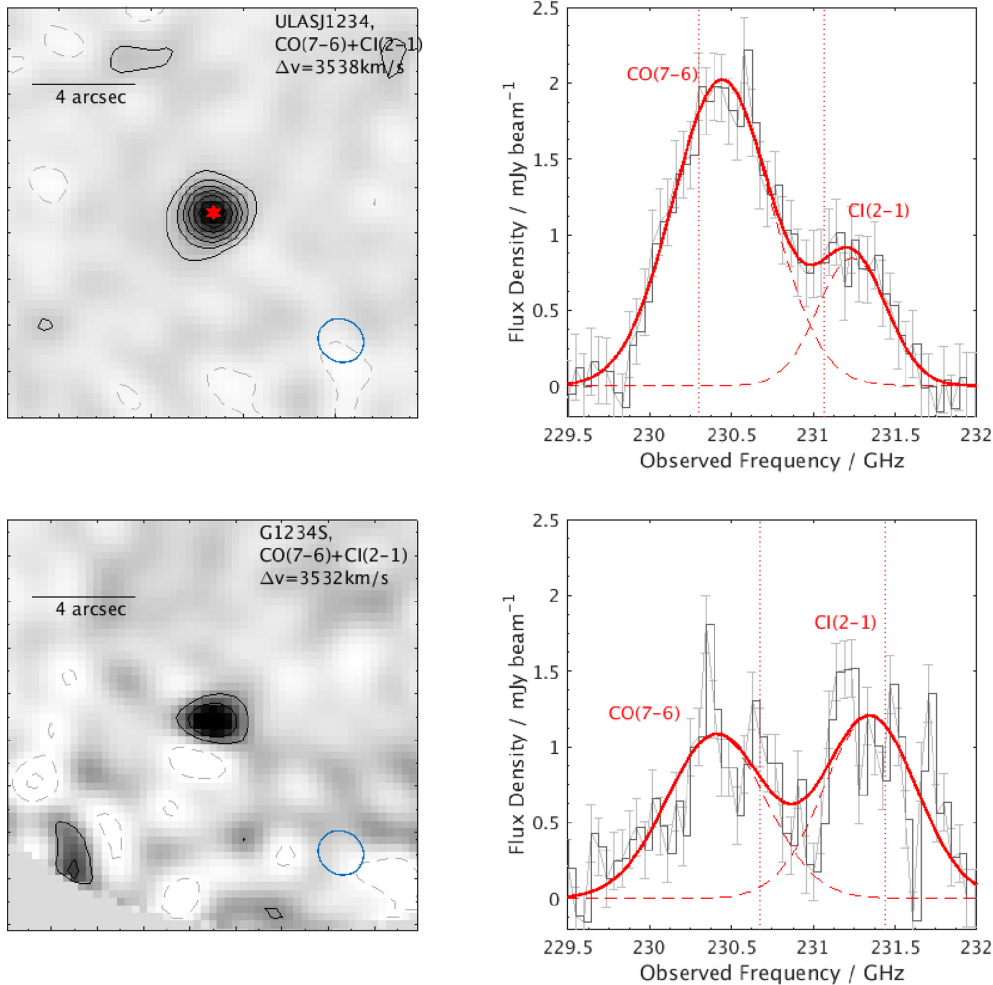 ULASJ1234,
CO(7-6)+CI(2-1)
Δv=3538km/s
4 arcsec
2.5
2
1.5
1
0.5
0
Flux Density / mJy beam⁻¹
CO(7-6)
CI(2-1)
229.5 230 230.5 231 231.5 232
Observed Frequency / GHz
G1234S,
CO(7-6)+CI(2-1)
Δv=3532km/s
4 arcsec
2.5
2
1.5
1
0.5
0
Flux Density / mJy beam⁻¹
CI(2-1)
CO(7-6)
229.5 230 230.5 231 231.5 232
Observed Frequency / GHz